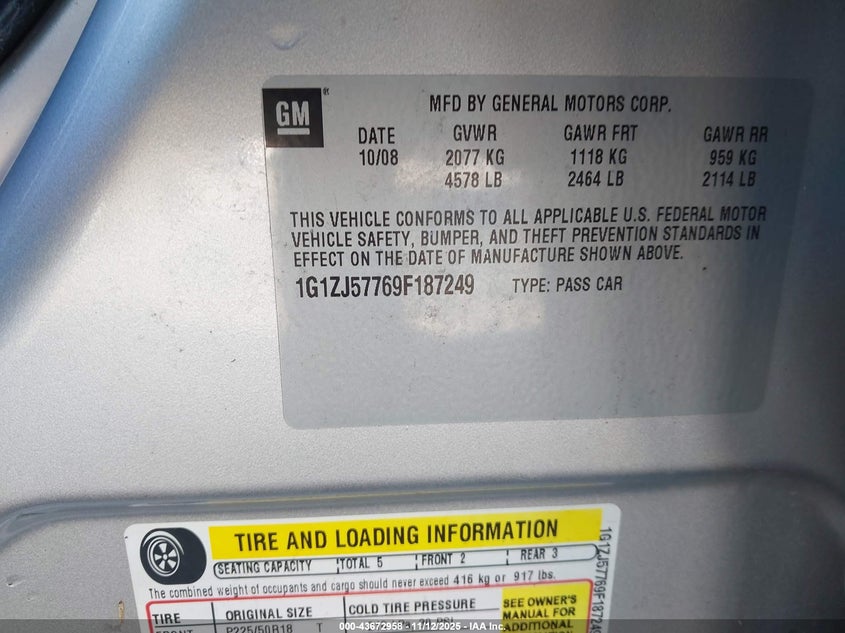 GM ®
MFD BY GENERAL MOTORS CORP.
DATE GVWR GAWR FRT GAWR RR
10/08 2077 KG 1118 KG 959 KG
4578 LB 2464 LB 2114 LB
THIS VEHICLE CONFORMS TO ALL APPLICABLE U.S. FEDERAL MOTOR
VEHICLE SAFETY, BUMPER, AND THEFT PREVENTION STANDARDS IN
EFFECT ON THE DATE OF MANUFACTURE SHOWN ABOVE.
1G1ZJ57769F187249 TYPE: PASS CAR
TIRE AND LOADING INFORMATION
SEATING CAPACITY TOTAL 5 FRONT 2 REAR 3
The combined weight of occupants and cargo should never exceed 416 kg or 917 lbs.
TIRE ORIGINAL SIZE COLD TIRE PRESSURE
FRONT P225/50R18 T
SEE OWNER'S
MANUAL FOR
ADDITIONAL
1G1ZJ57769F187249
000-43672958 - 11/12/2025 - IAA Inc.